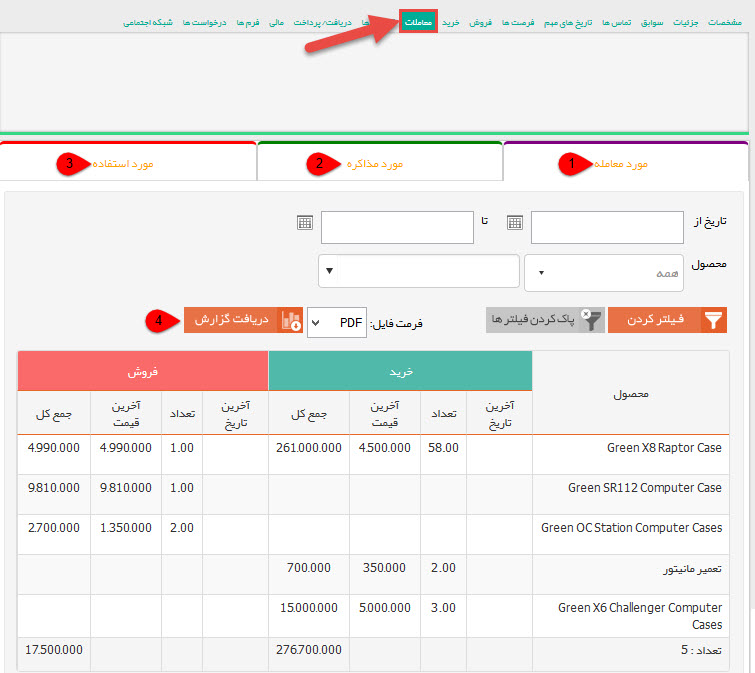 مشخصات جزئیات سوابق تماس ها تاریخ های مهم فرصت ها فروش خرید معاملات ها دریافت/ پرداخت مالی فرم ها درخواست ها شبکه اجتماعی
1 مورد معامله 2 مورد مذاکره 3 مورد استفاده
تاریخ از تا
محصول همه
فیلتر کردن پاک کردن فیلتر ها فرمت فایل: PDF دریافت گزارش 4
محصول خرید فروش
آخرین تاریخ تعداد آخرین قیمت جمع کل آخرین تاریخ تعداد آخرین قیمت جمع کل
Green X8 Raptor Case 58.00 4.500.000 261.000.000 1.00 4.990.000 4.990.000
Green SR112 Computer Case 1.00 9.810.000 9.810.000
Green OC Station Computer Cases 2.00 1.350.000 2.700.000
تعمیر مانیتور 2.00 350.000 700.000
Green X6 Challenger Computer Cases 3.00 5.000.000 15.000.000
تعداد : 5 276.700.000 17.500.000